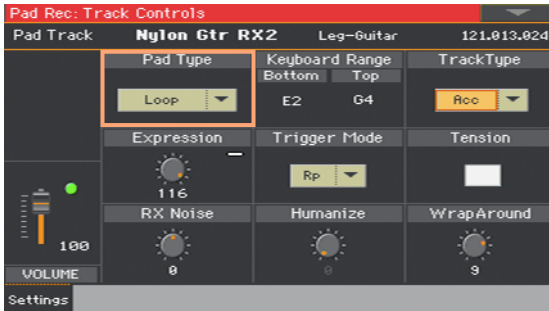 Pad Rec: Track Controls
Pad Track Nylon Gtr RX2 Leg-Guitar 121.013.024
Pad Type Keyboard Range TrackType
Bottom Top
Loop E2 G4 Acc
Expression Trigger Mode Tension
Rp
116
RX Noise Humanize WrapAround
100
0 0 9
VOLUME
Settings